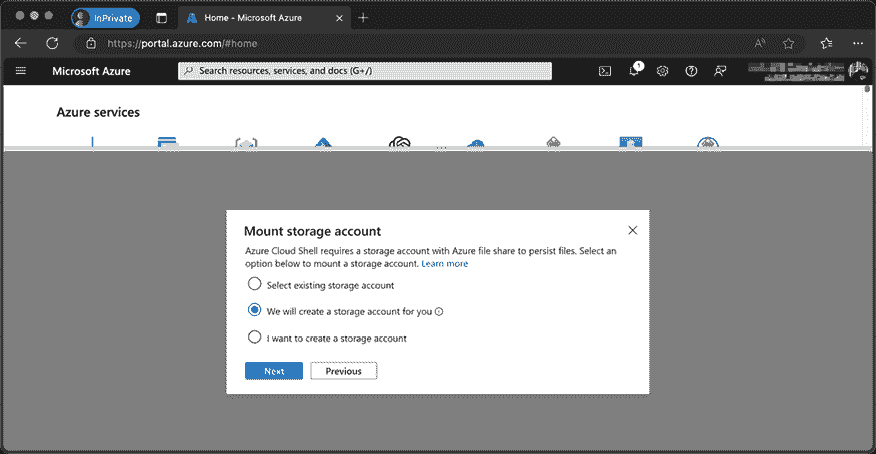 InPrivate
Home - Microsoft Azure
https://portal.azure.com/#home
Microsoft Azure
Search resources, services, and docs (G+/)
1
Azure services
Mount storage account
Azure Cloud Shell requires a storage account with Azure file share to persist files. Select an
option below to mount a storage account. Learn more
Select existing storage account
We will create a storage account for you
I want to create a storage account
Next
Previous